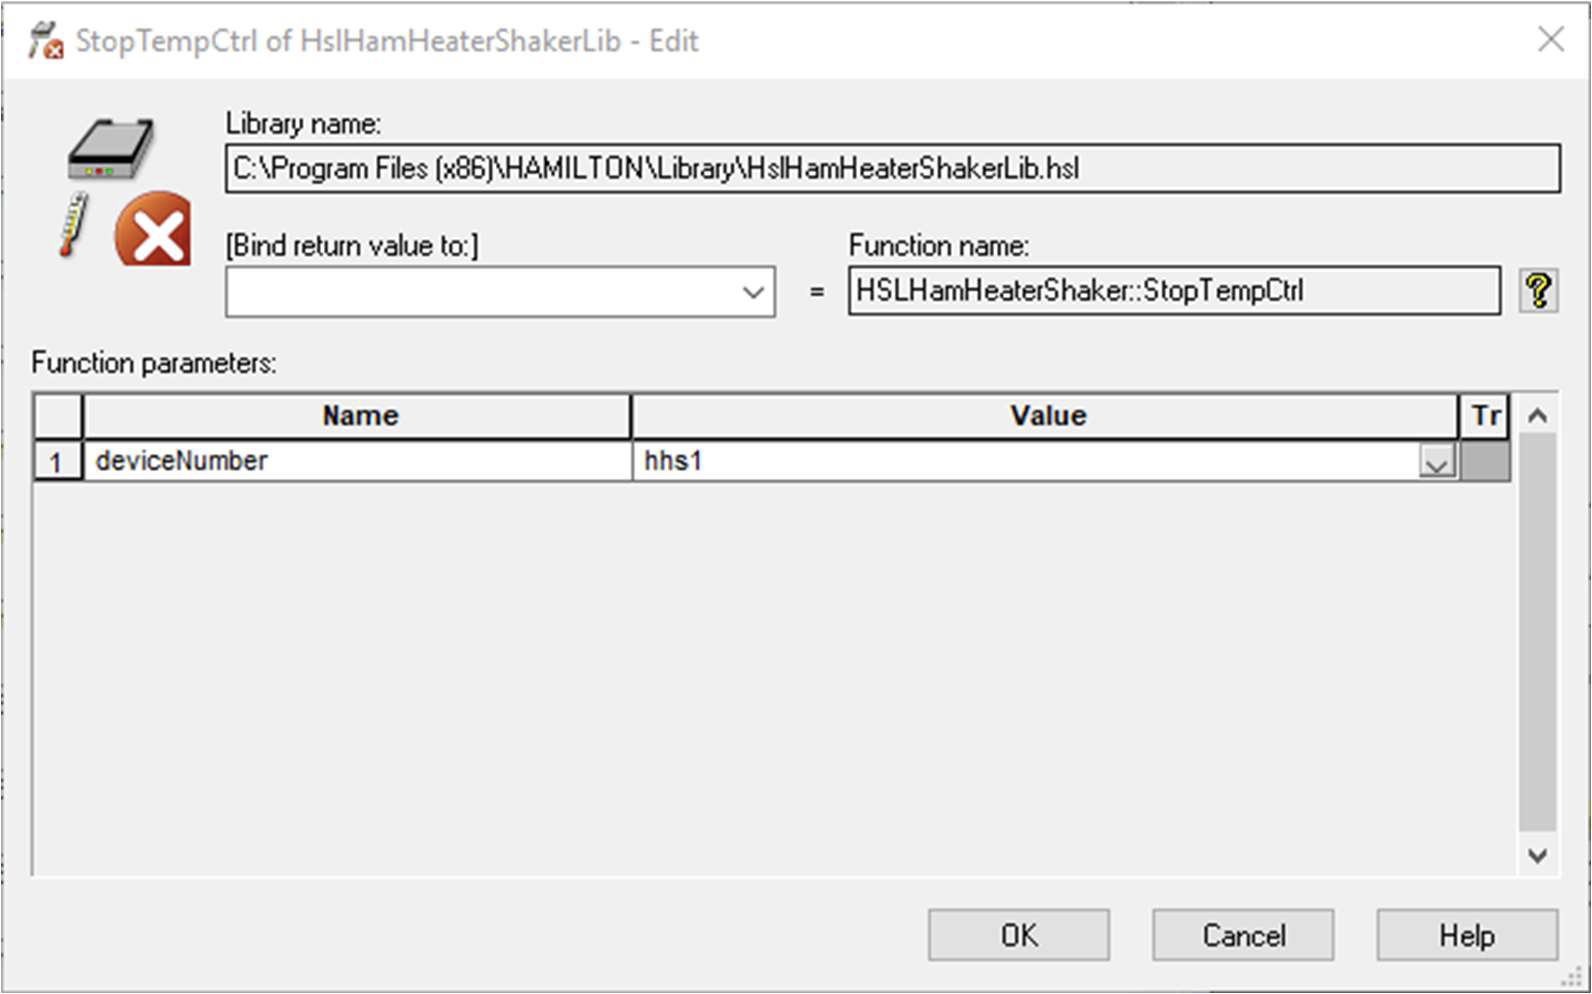 StopTempCtrl of HslHamHeaterShakerLib - Edit
Library name:
C:\Program Files (x86)\HAMILTON\Library\HslHamHeaterShakerLib.hsl
[Bind return value to:]
Function name:
= HSLHamHeaterShaker::StopTempCtrl ?
Function parameters:
Name Value Tr
1 deviceNumber hhs1
OK Cancel Help